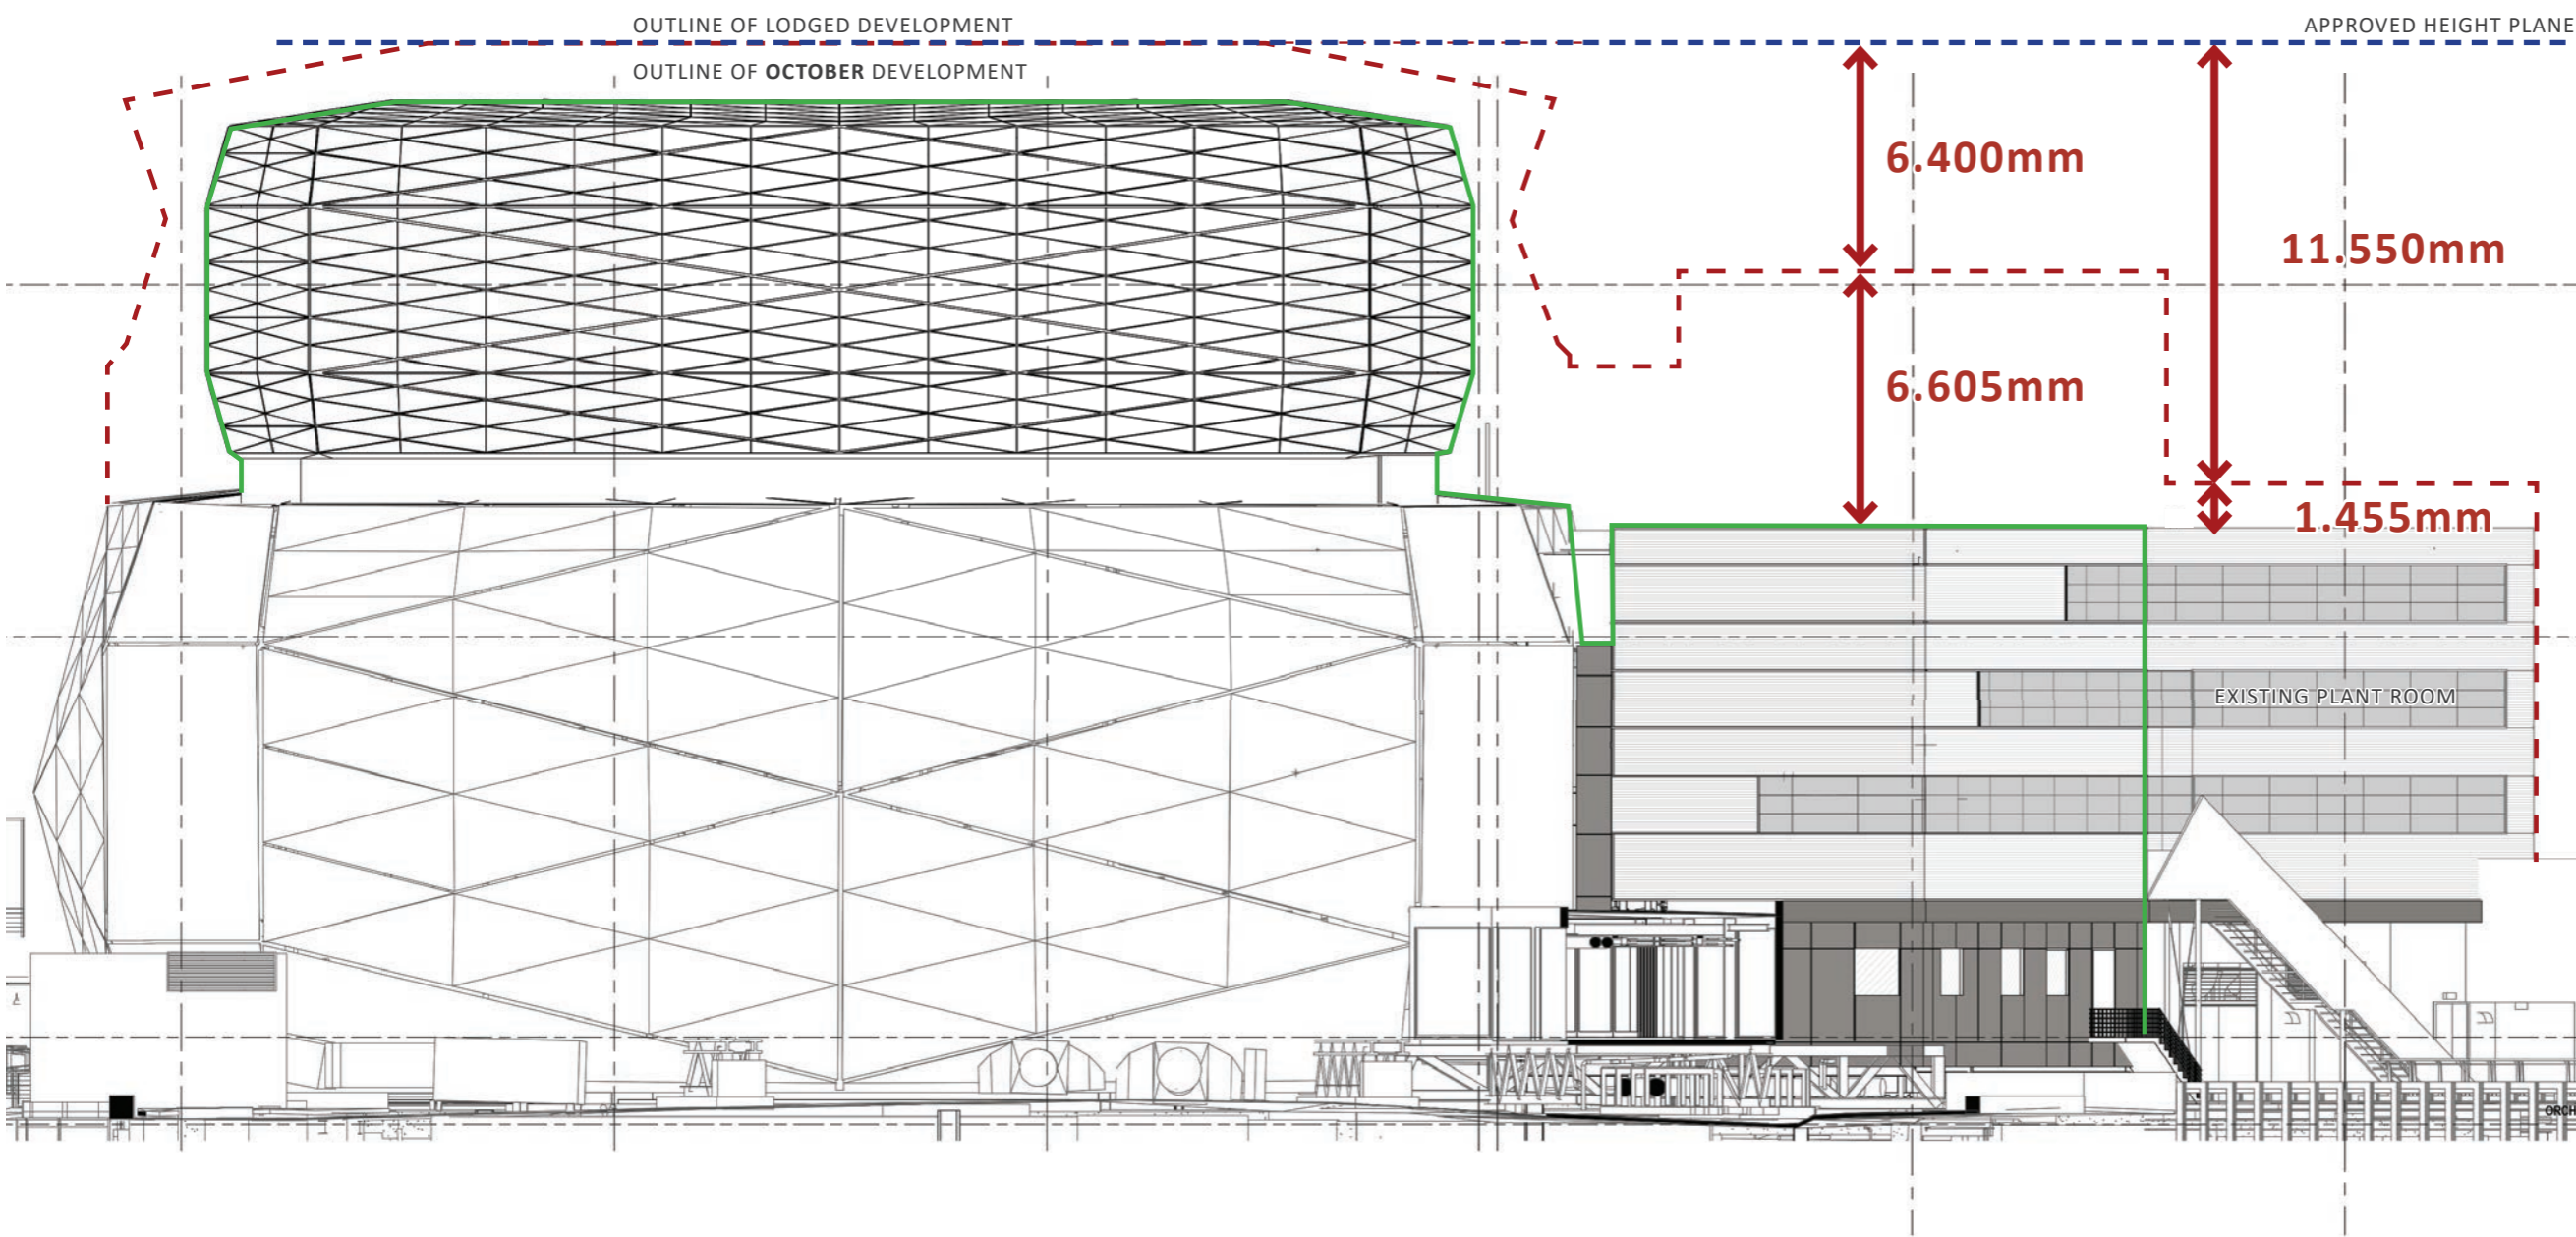 OUTLINE OF LODGED DEVELOPMENT
APPROVED HEIGHT PLANE
OUTLINE OF OCTOBER DEVELOPMENT
6.400mm
11.550mm
6.605mm
1.455mm
EXISTING PLANT ROOM
ORCH